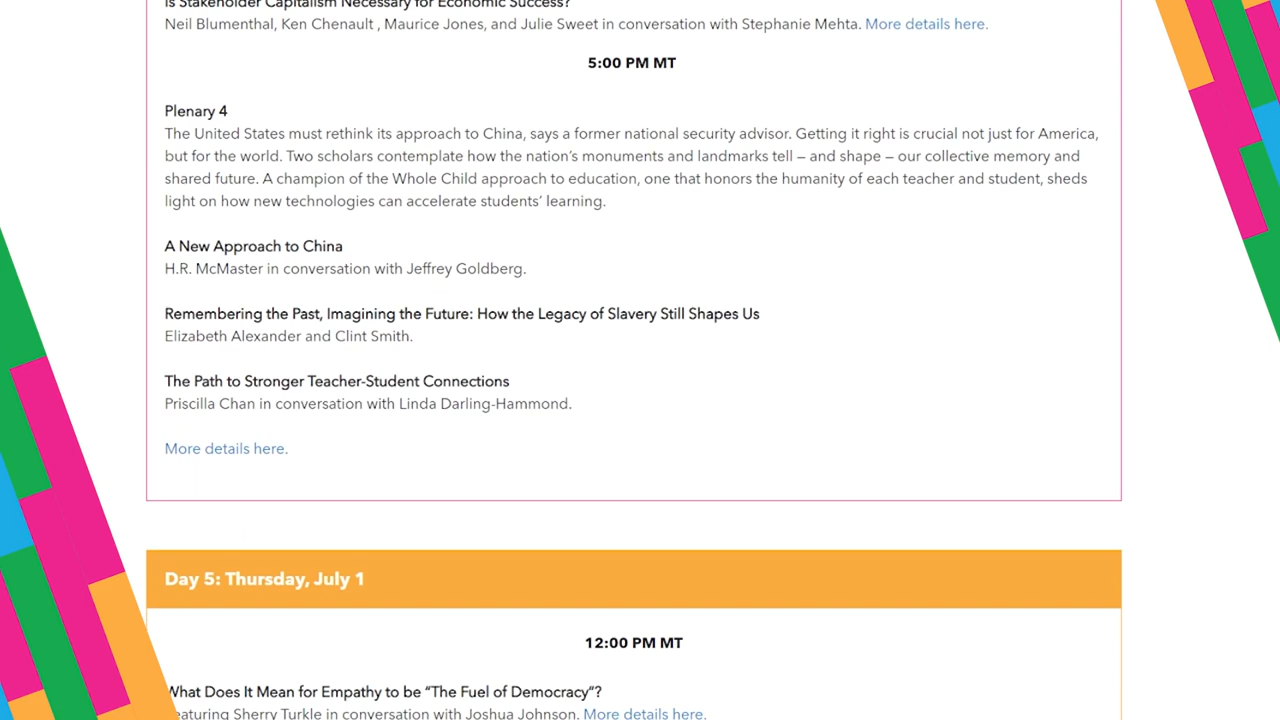 Is Stakeholder Capitalism Necessary for Economic Success?
Neil Blumenthal, Ken Chenault , Maurice Jones, and Julie Sweet in conversation with Stephanie Mehta. More details here.
5:00 PM MT
Plenary 4
The United States must rethink its approach to China, says a former national security advisor. Getting it right is crucial not just for America,
but for the world. Two scholars contemplate how the nation's monuments and landmarks tell – and shape – our collective memory and
shared future. A champion of the Whole Child approach to education, one that honors the humanity of each teacher and student, sheds
light on how new technologies can accelerate students' learning.
A New Approach to China
H.R. McMaster in conversation with Jeffrey Goldberg.
Remembering the Past, Imagining the Future: How the Legacy of Slavery Still Shapes Us
Elizabeth Alexander and Clint Smith.
The Path to Stronger Teacher-Student Connections
Priscilla Chan in conversation with Linda Darling-Hammond.
More details here.
Day 5: Thursday, July 1
12:00 PM MT
What Does It Mean for Empathy to be “The Fuel of Democracy”?
Featuring Sherry Turkle in conversation with Joshua Johnson. More details here.